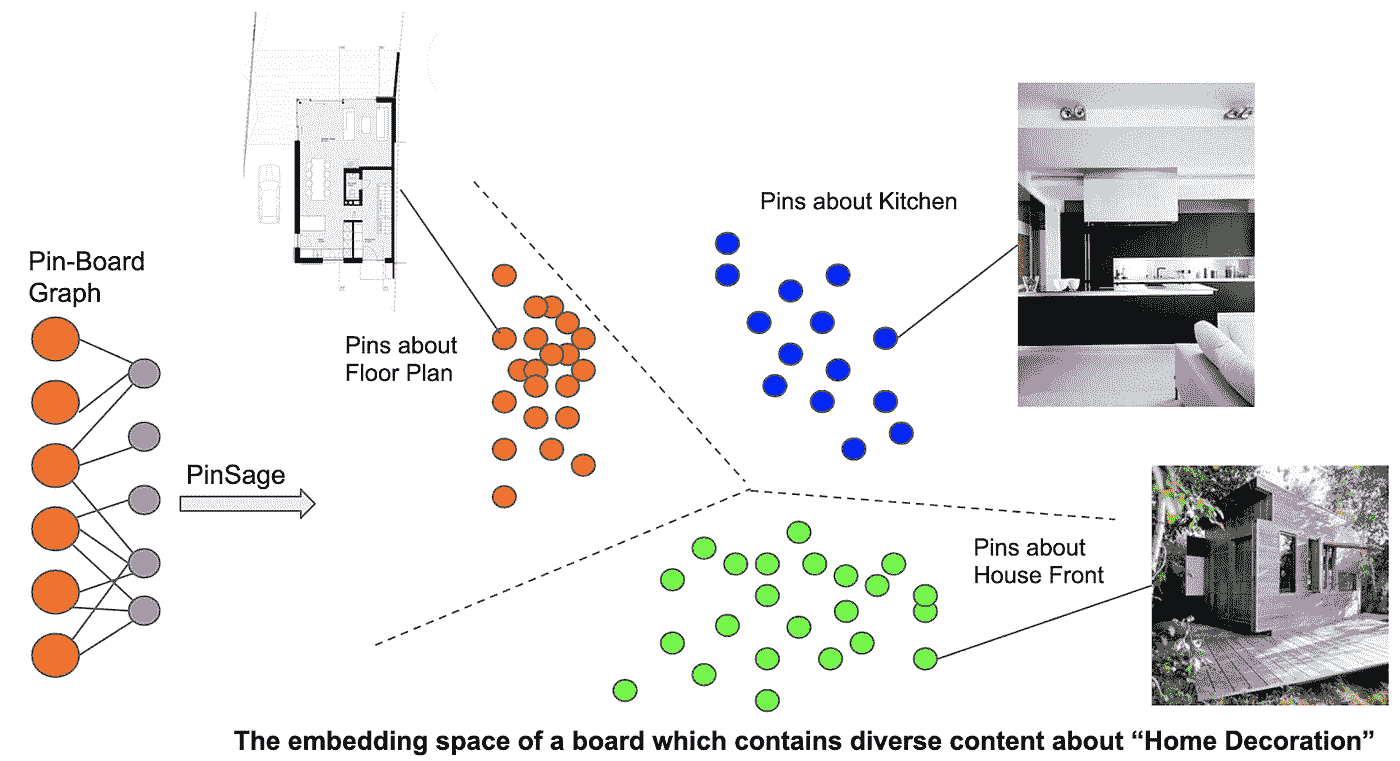 Pin-Board
Graph
PinSage
Pins about
Floor Plan
Pins about Kitchen
Pins about
House Front
The embedding space of a board which contains diverse content about “Home Decoration”